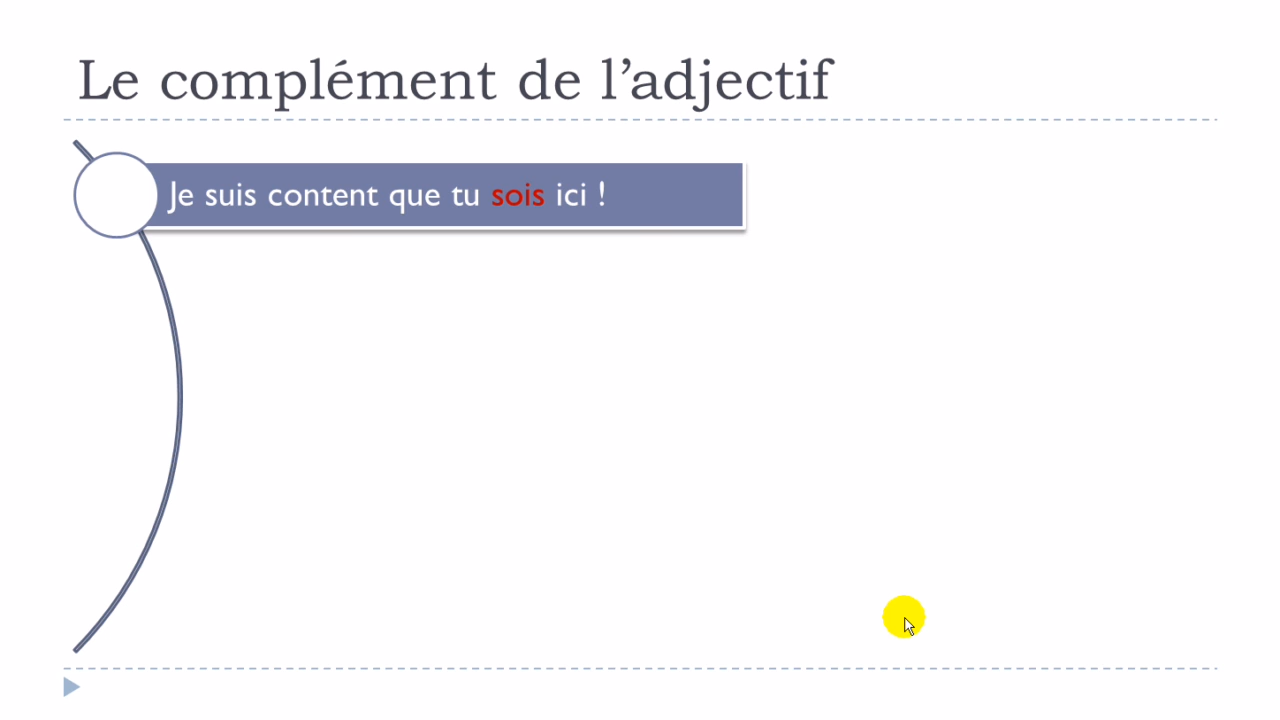 Le complément de l’adjectif
Je suis content que tu sois ici !